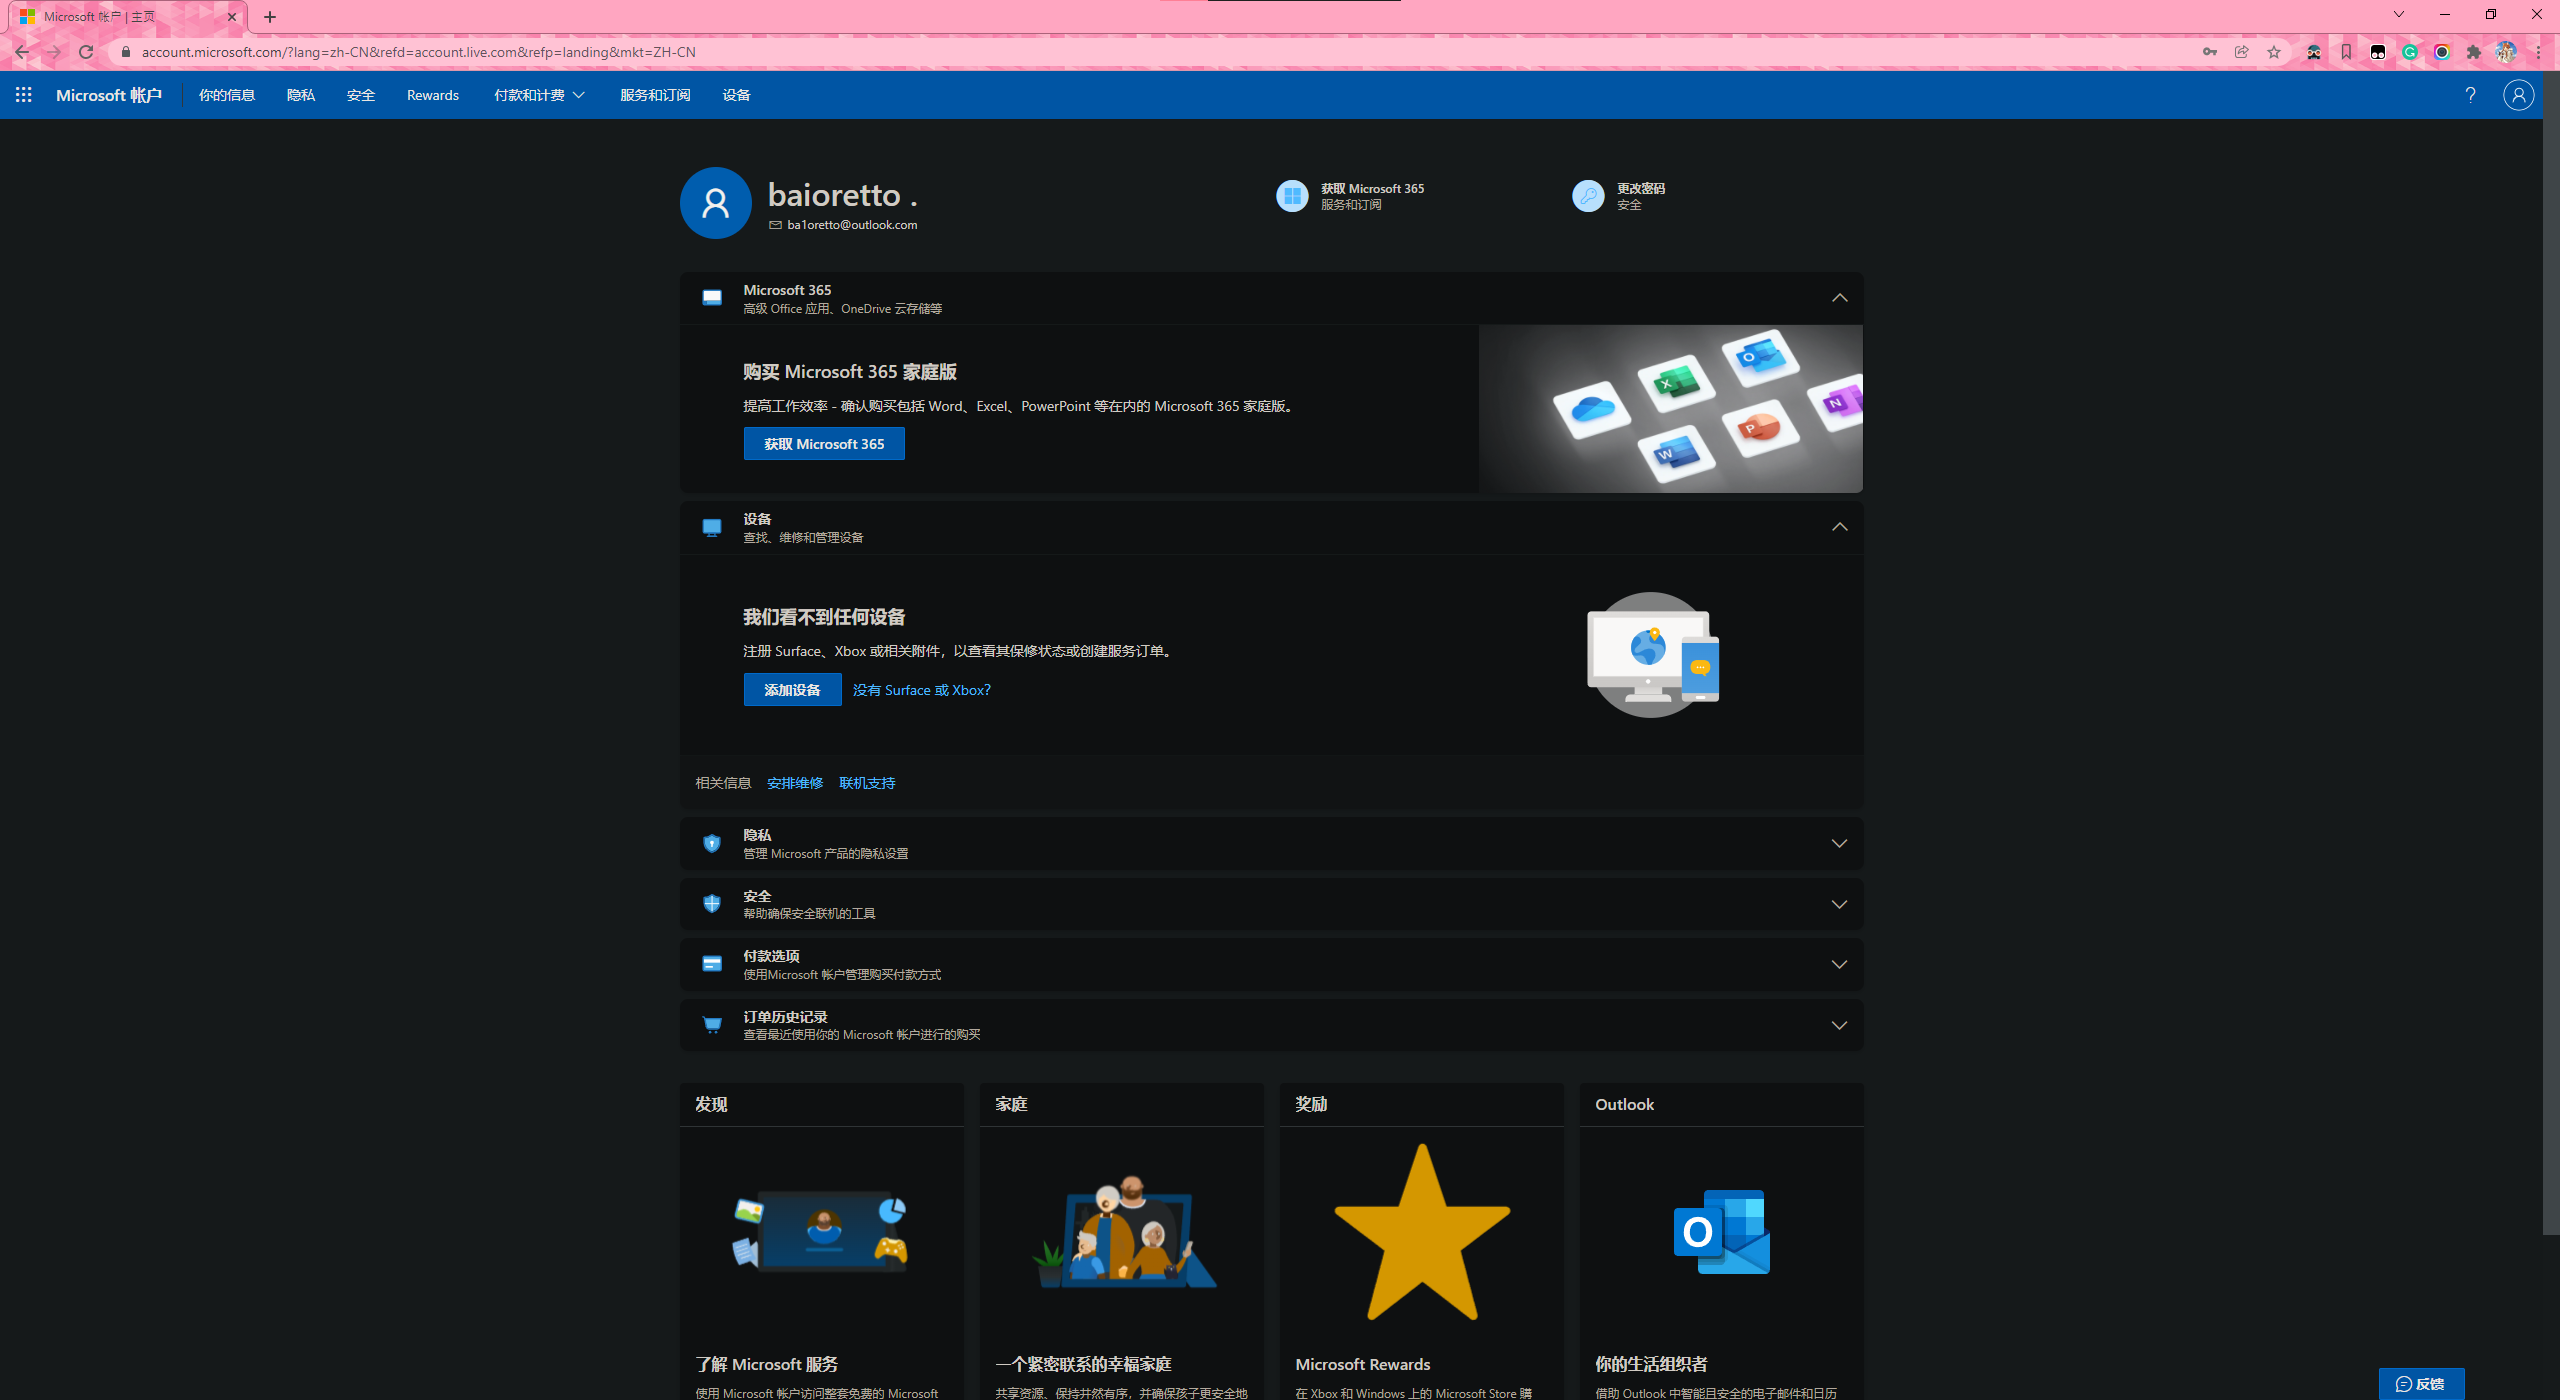 Microsoft 帐户 | 主页
account.microsoft.com/?lang=zh-CN&refd=account.live.com&refp=landing&mkt=ZH-CN
Microsoft 帐户 你的信息 隐私 安全 Rewards 付款和计费 服务和订阅 设备 ?
baioretto .
ba1oretto@outlook.com
获取 Microsoft 365
服务和订阅
更改密码
安全
Microsoft 365
高级 Office 应用、OneDrive 云存储等
购买 Microsoft 365 家庭版
提高工作效率 - 确认购买包括 Word、Excel、PowerPoint 等在内的 Microsoft 365 家庭版。
获取 Microsoft 365
设备
查找、维修和管理设备
我们看不到任何设备
注册 Surface、Xbox 或相关附件，以查看其保修状态或创建服务订单。
添加设备 没有 Surface 或 Xbox?
相关信息 安排维修 联机支持
隐私
管理 Microsoft 产品的隐私设置
安全
帮助确保安全联机的工具
付款选项
使用Microsoft 帐户管理购买付款方式
订单历史记录
查看最近使用你的 Microsoft 帐户进行的购买
发现
家庭
奖励
Outlook
了解 Microsoft 服务
使用 Microsoft 帐户访问整套免费的 Microsoft
一个紧密联系的幸福家庭
共享资源、保持井然有序，并确保孩子更安全地
Microsoft Rewards
在 Xbox 和 Windows 上的 Microsoft Store 購
你的生活组织者
借助 Outlook 中智能且安全的电子邮件和日历
反馈